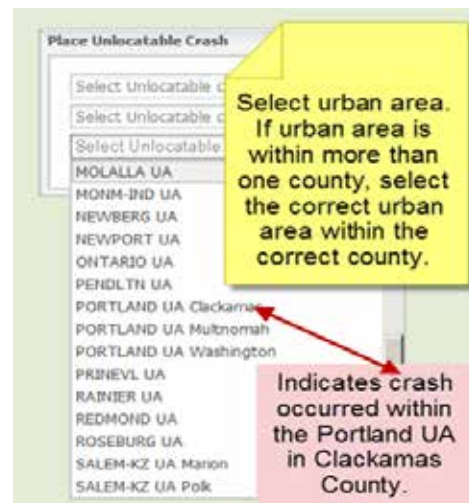 Place Unlocatable Crash
Select Unlocatable c
Select Unlocatable c
Select Unlocatable
MOLALLA UA
MONM-IND UA
NEWBERG UA
NEWPORT UA
ONTARIO UA
PENDLTN UA
PORTLAND UA Clackamas
PORTLAND UA Multnomah
PORTLAND UA Washington
PRINEVL UA
RAINIER UA
REDMOND UA
ROSEBURG UA
SALEM-KZ UA Marion
SALEM-KZ UA Polk
Select urban area.
If urban area is
within more than
one county, select
the correct urban
area within the
correct county.
Indicates crash
occurred within
the Portland UA
in Clackamas
County.